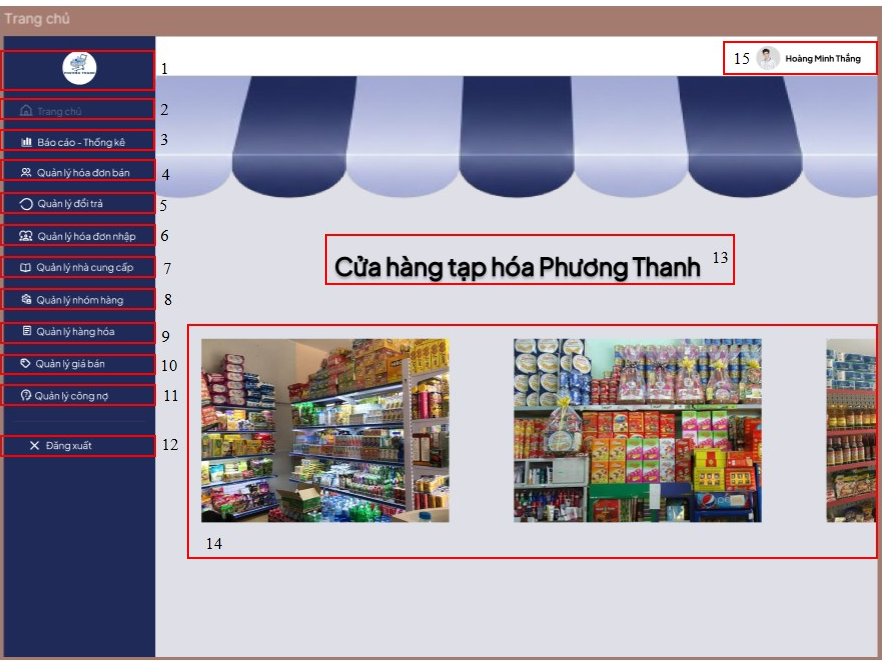 Trang chủ
PHƯƠNG THANH
1
15 Hoàng Minh Thắng
Trang chủ 2
Báo cáo - Thống kê 3
Quản lý hóa đơn bán 4
Quản lý đổi trả 5
Quản lý hóa đơn nhập 6
Quản lý nhà cung cấp 7
Quản lý nhóm hàng 8
Quản lý hàng hóa 9
Quản lý giá bán 10
Quản lý công nợ 11
Đăng xuất 12
Cửa hàng tạp hóa Phương Thanh 13
pepsi
14